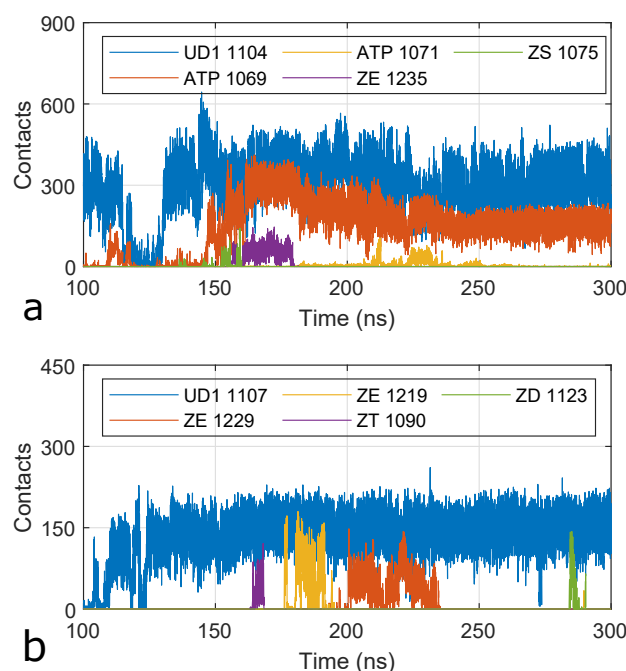 900
600
300
0
Contacts
UD1 1104 ATP 1071 ZS 1075
ATP 1069 ZE 1235
100 150 200 250 300
Time (ns)
a
450
300
150
0
Contacts
UD1 1107 ZE 1219 ZD 1123
ZE 1229 ZT 1090
100 150 200 250 300
Time (ns)
b